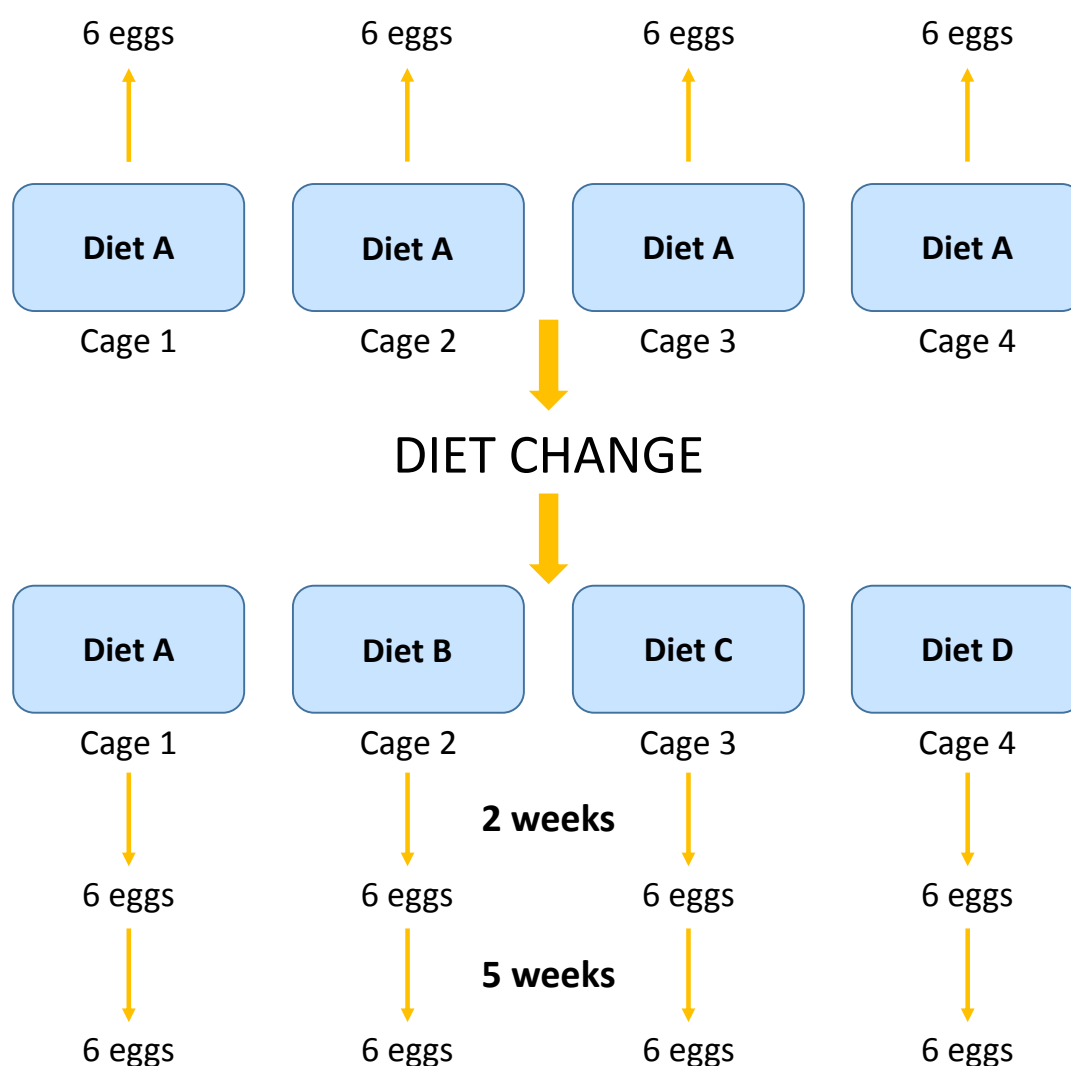 6 eggs 6 eggs 6 eggs 6 eggs
Diet A Diet A Diet A Diet A
Cage 1 Cage 2 Cage 3 Cage 4
DIET CHANGE
Diet A Diet B Diet C Diet D
Cage 1 Cage 2 Cage 3 Cage 4
2 weeks
6 eggs 6 eggs 6 eggs 6 eggs
5 weeks
6 eggs 6 eggs 6 eggs 6 eggs